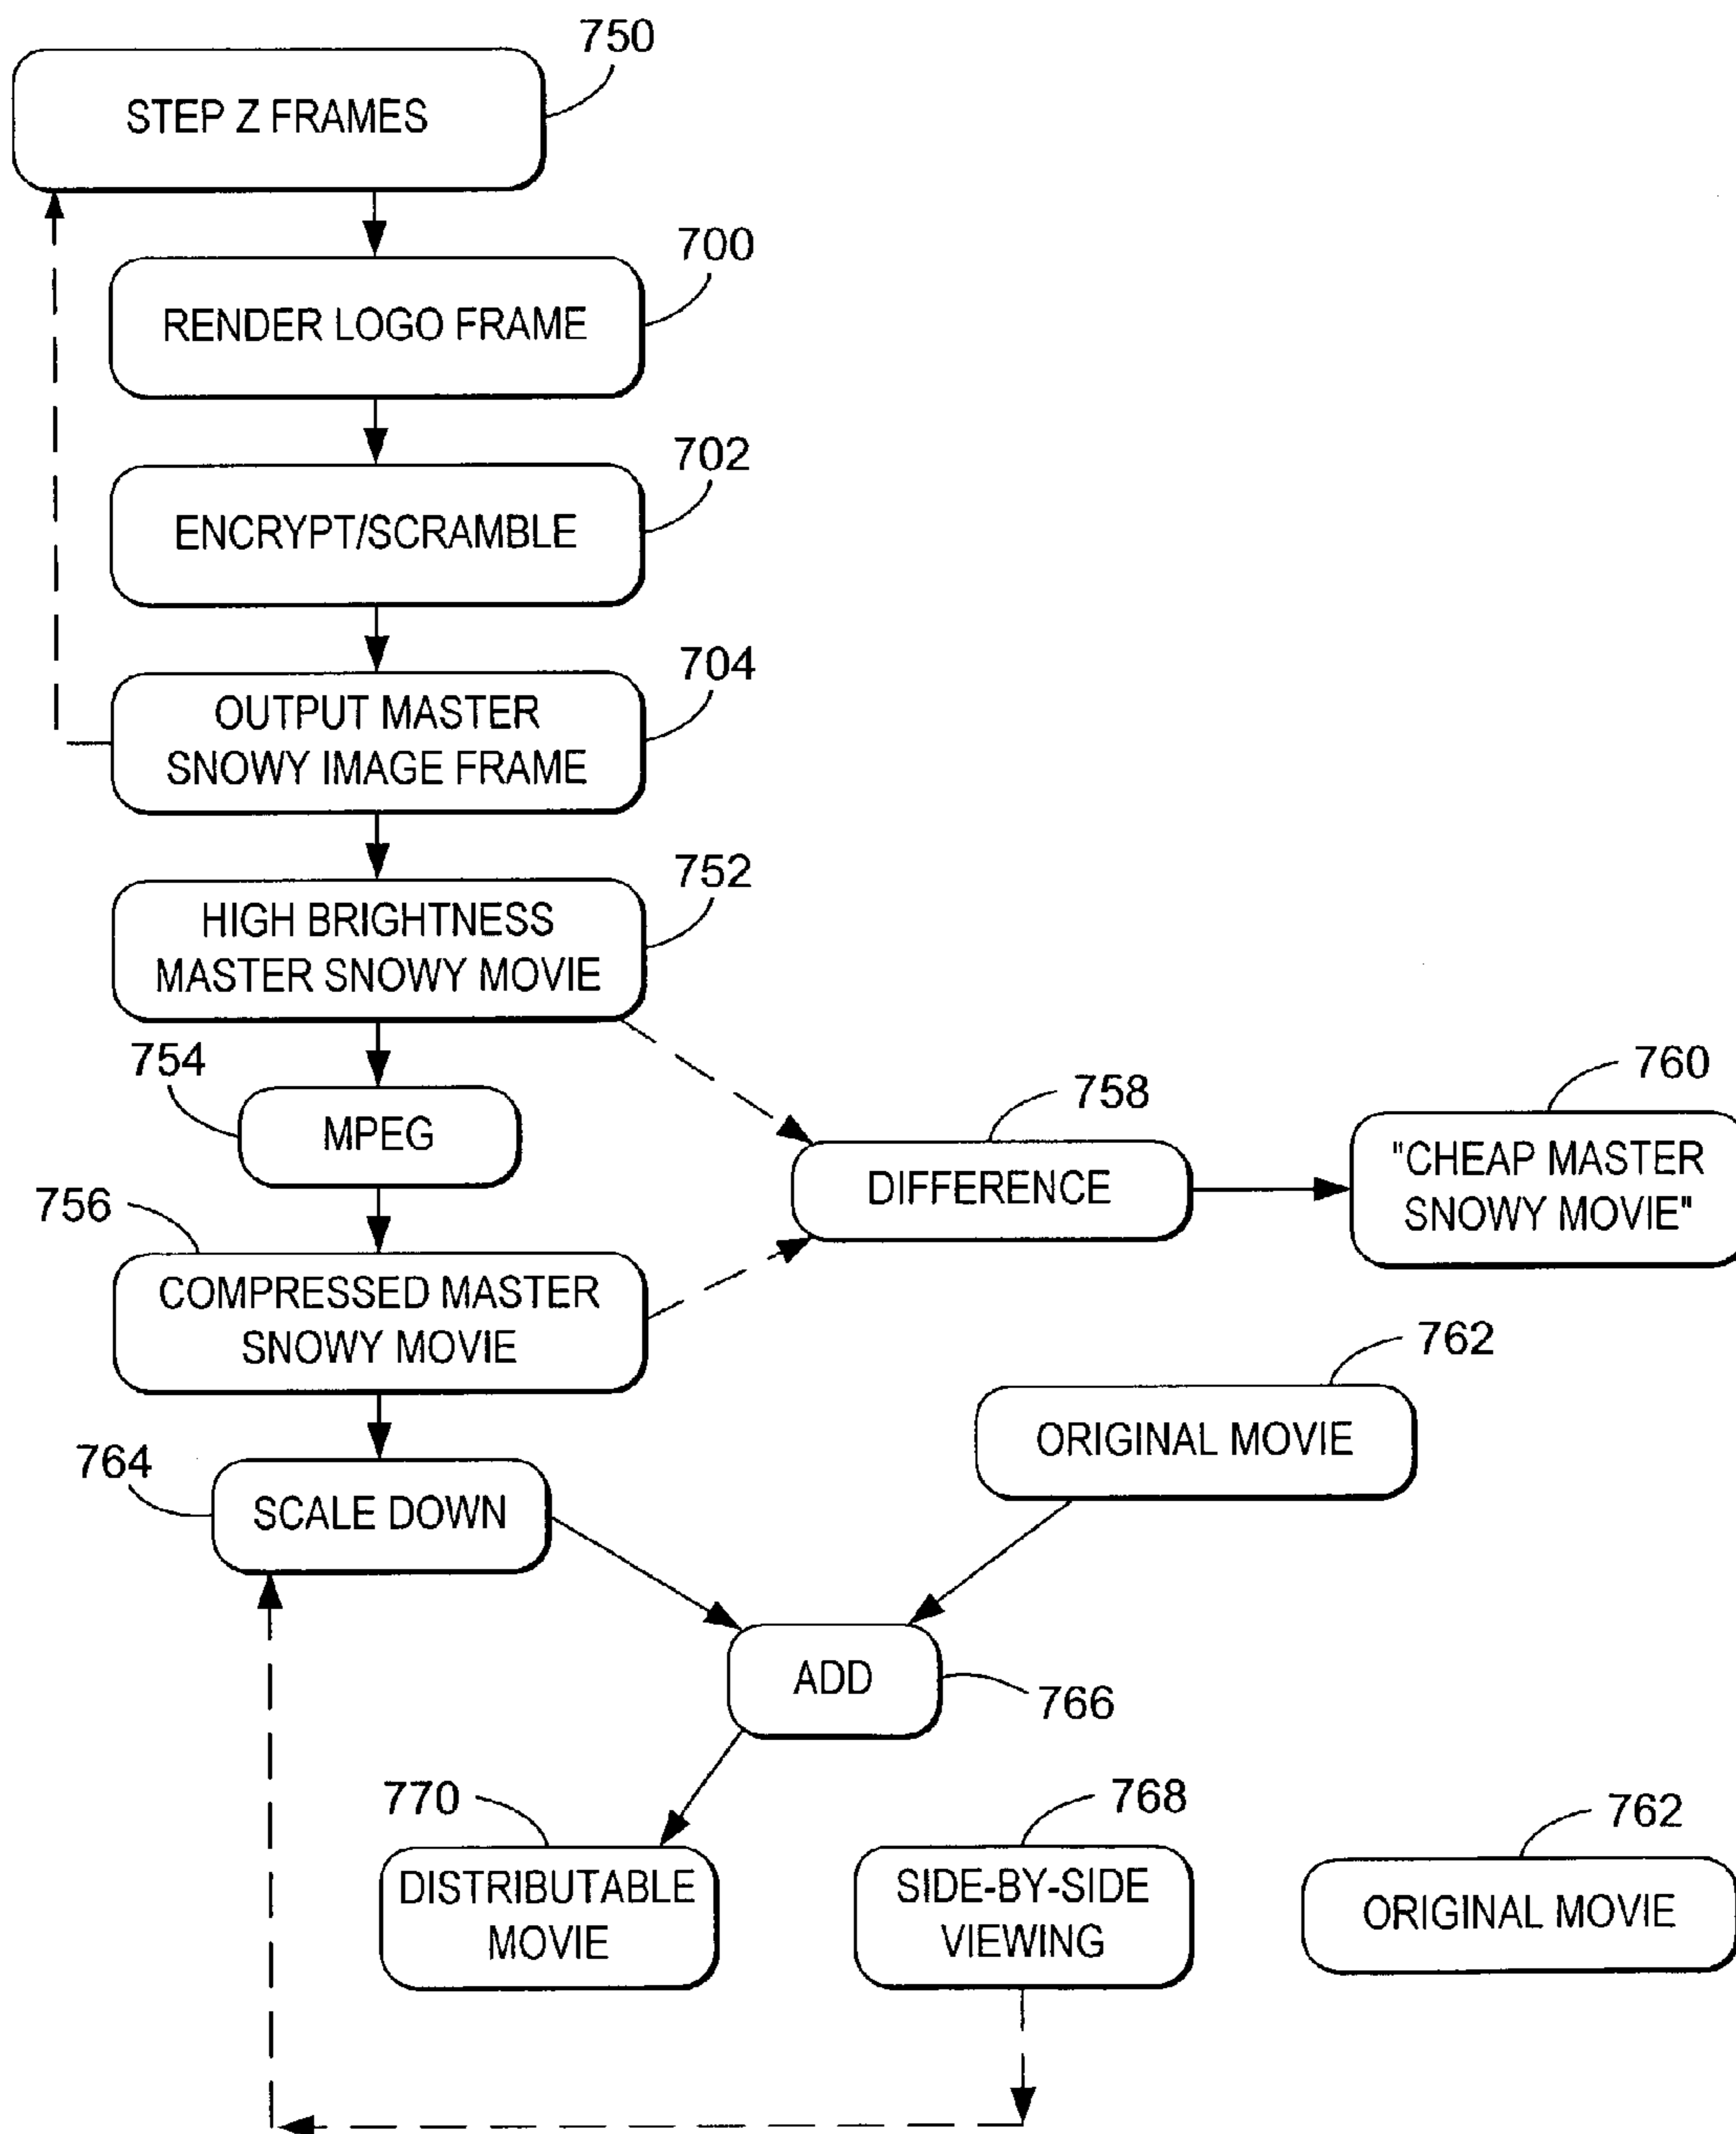 750
STEP Z FRAMES
700
RENDER LOGO FRAME
702
ENCRYPT/SCRAMBLE
704
OUTPUT MASTER
SNOWY IMAGE FRAME
752
HIGH BRIGHTNESS
MASTER SNOWY MOVIE
754
MPEG
758
DIFFERENCE
760
"CHEAP MASTER
SNOWY MOVIE"
756
COMPRESSED MASTER
SNOWY MOVIE
762
ORIGINAL MOVIE
764
SCALE DOWN
ADD
766
770
DISTRIBUTABLE
MOVIE
768
SIDE-BY-SIDE
VIEWING
762
ORIGINAL MOVIE